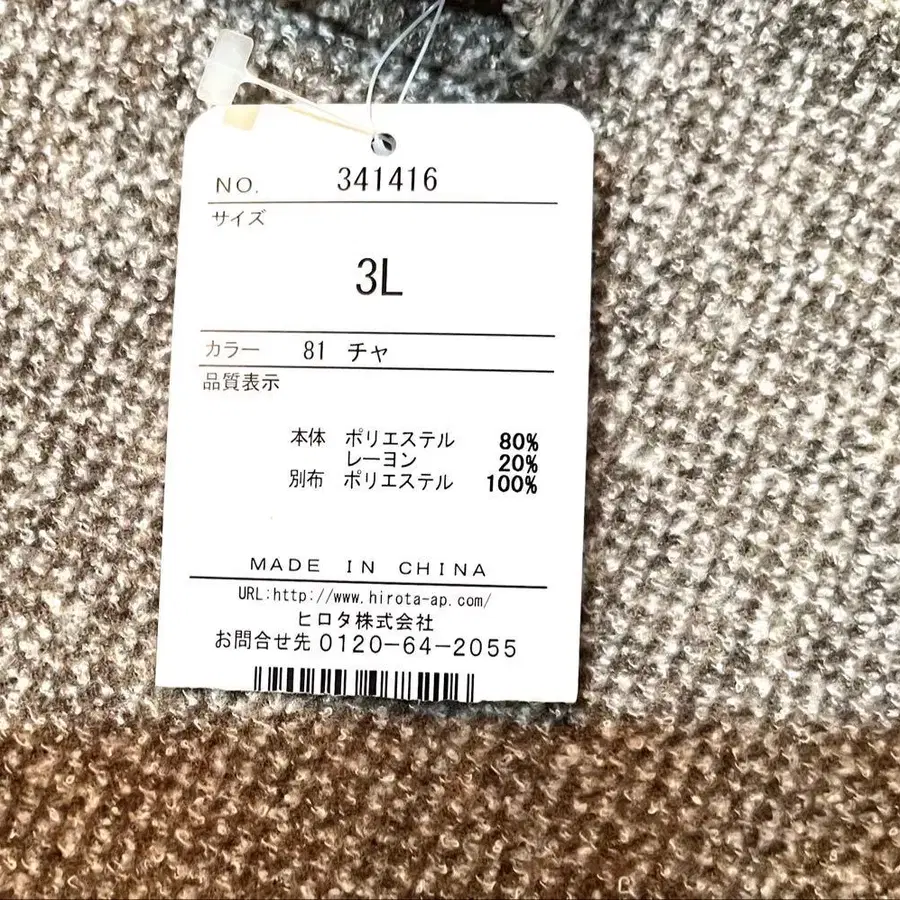 NO. 341416
サイズ
3L
カラー 81 チャ
品質表示
本体 ポリエステル 80%
レーヨン 20%
別布 ポリエステル 100%
MADE IN CHINA
URL:http://www.hirota-ap.com/
ヒロタ株式会社
お問合せ先 0120-64-2055